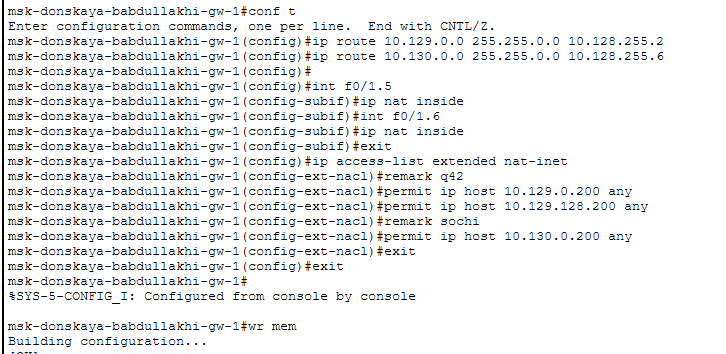 msk-donskaya-babdullakhi-gw-1#conf t
Enter configuration commands, one per line.  End with CNTL/Z.
msk-donskaya-babdullakhi-gw-1(config)#ip route 10.129.0.0 255.255.0.0 10.128.255.2
msk-donskaya-babdullakhi-gw-1(config)#ip route 10.130.0.0 255.255.0.0 10.128.255.6
msk-donskaya-babdullakhi-gw-1(config)#
msk-donskaya-babdullakhi-gw-1(config)#int f0/1.5
msk-donskaya-babdullakhi-gw-1(config-subif)#ip nat inside
msk-donskaya-babdullakhi-gw-1(config-subif)#int f0/1.6
msk-donskaya-babdullakhi-gw-1(config-subif)#ip nat inside
msk-donskaya-babdullakhi-gw-1(config-subif)#exit
msk-donskaya-babdullakhi-gw-1(config)#ip access-list extended nat-inet
msk-donskaya-babdullakhi-gw-1(config-ext-nacl)#remark q42
msk-donskaya-babdullakhi-gw-1(config-ext-nacl)#permit ip host 10.129.0.200 any
msk-donskaya-babdullakhi-gw-1(config-ext-nacl)#permit ip host 10.129.128.200 any
msk-donskaya-babdullakhi-gw-1(config-ext-nacl)#remark sochi
msk-donskaya-babdullakhi-gw-1(config-ext-nacl)#permit ip host 10.130.0.200 any
msk-donskaya-babdullakhi-gw-1(config-ext-nacl)#exit
msk-donskaya-babdullakhi-gw-1(config)#exit
msk-donskaya-babdullakhi-gw-1#
%SYS-5-CONFIG_I: Configured from console by console
msk-donskaya-babdullakhi-gw-1#wr mem
Building configuration...